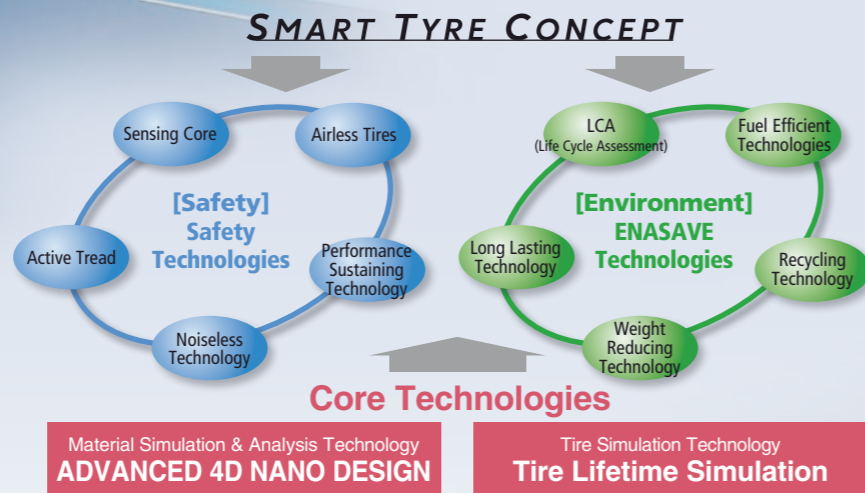 SMART TYRE CONCEPT
Sensing Core
Airless Tires
[Safety]
Safety
Technologies
Active Tread
Performance
Sustaining
Technology
Noiseless
Technology
LCA
(Life Cycle Assessment)
Fuel Efficient
Technologies
[Environment]
ENASAVE
Technologies
Long Lasting
Technology
Recycling
Technology
Weight
Reducing
Technology
Core Technologies
Material Simulation & Analysis Technology
ADVANCED 4D NANO DESIGN
Tire Simulation Technology
Tire Lifetime Simulation